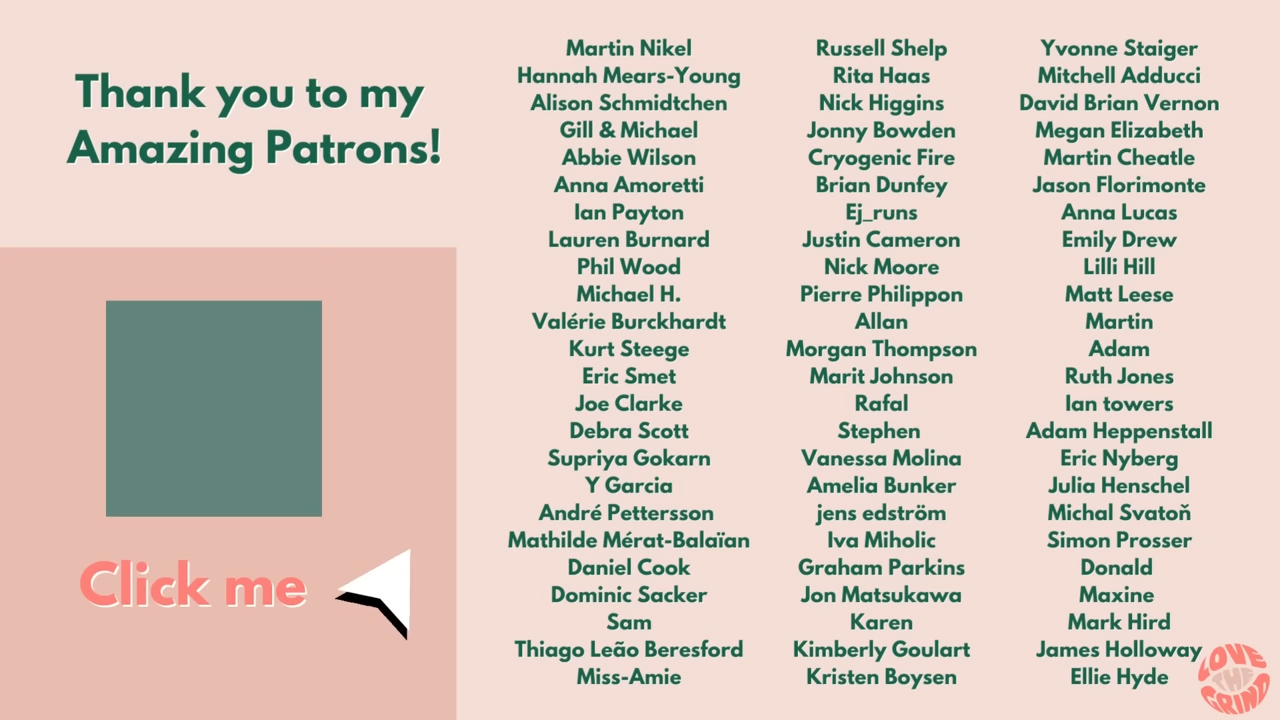 Thank you to my
Amazing Patrons!
Click me
Martin Nikel
Hannah Mears-Young
Alison Schmidtchen
Gill & Michael
Abbie Wilson
Anna Amoretti
Ian Payton
Lauren Burnard
Phil Wood
Michael H.
Valérie Burckhardt
Kurt Steege
Eric Smet
Joe Clarke
Debra Scott
Supriya Gokarn
Y Garcia
André Pettersson
Mathilde Mérat-Balaïan
Daniel Cook
Dominic Sacker
Sam
Thiago Leão Beresford
Miss-Amie
Russell Shelp
Rita Haas
Nick Higgins
Jonny Bowden
Cryogenic Fire
Brian Dunfey
Ej_runs
Justin Cameron
Nick Moore
Pierre Philippon
Allan
Morgan Thompson
Marit Johnson
Rafal
Stephen
Vanessa Molina
Amelia Bunker
jens edström
Iva Miholic
Graham Parkins
Jon Matsukawa
Karen
Kimberly Goulart
Kristen Boysen
Yvonne Staiger
Mitchell Adducci
David Brian Vernon
Megan Elizabeth
Martin Cheatle
Jason Florimonte
Anna Lucas
Emily Drew
Lilli Hill
Matt Leese
Martin
Adam
Ruth Jones
Ian towers
Adam Heppenstall
Eric Nyberg
Julia Henschel
Michal Svatoň
Simon Prosser
Donald
Maxine
Mark Hird
James Holloway
Ellie Hyde
LOVE
THE
GRIND